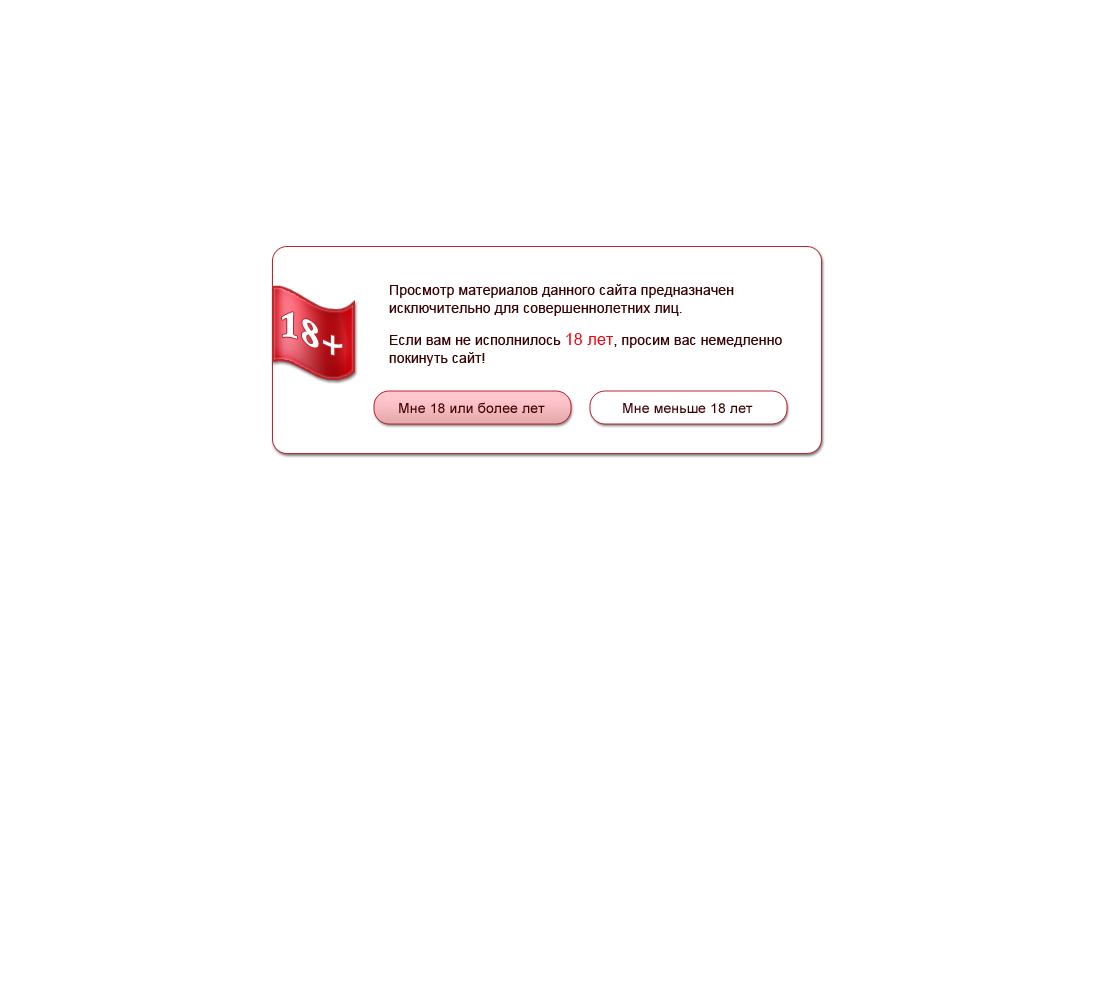 18+
Просмотр материалов данного сайта предназначен
исключительно для совершеннолетних лиц.
Если вам не исполнилось 18 лет, просим вас немедленно
покинуть сайт!
Мне 18 или более лет
Мне меньше 18 лет